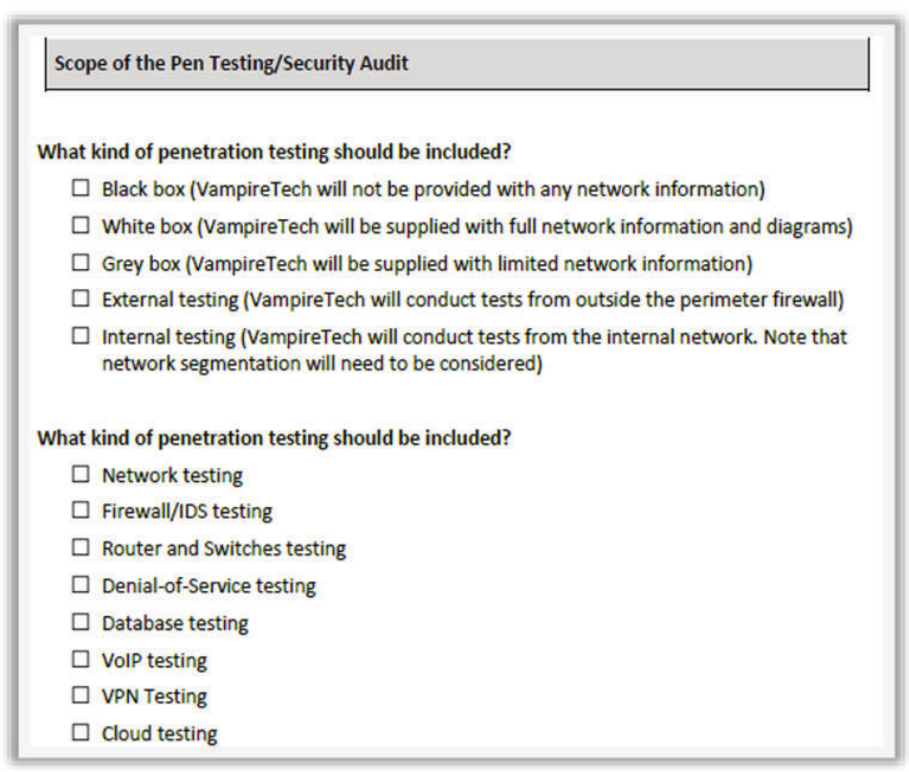 Scope of the Pen Testing/Security Audit
What kind of penetration testing should be included?
☐ Black box (VampireTech will not be provided with any network information)
☐ White box (VampireTech will be supplied with full network information and diagrams)
☐ Grey box (VampireTech will be supplied with limited network information)
☐ External testing (VampireTech will conduct tests from outside the perimeter firewall)
☐ Internal testing (VampireTech will conduct tests from the internal network. Note that
network segmentation will need to be considered)
What kind of penetration testing should be included?
☐ Network testing
☐ Firewall/IDS testing
☐ Router and Switches testing
☐ Denial-of-Service testing
☐ Database testing
☐ VoIP testing
☐ VPN Testing
☐ Cloud testing